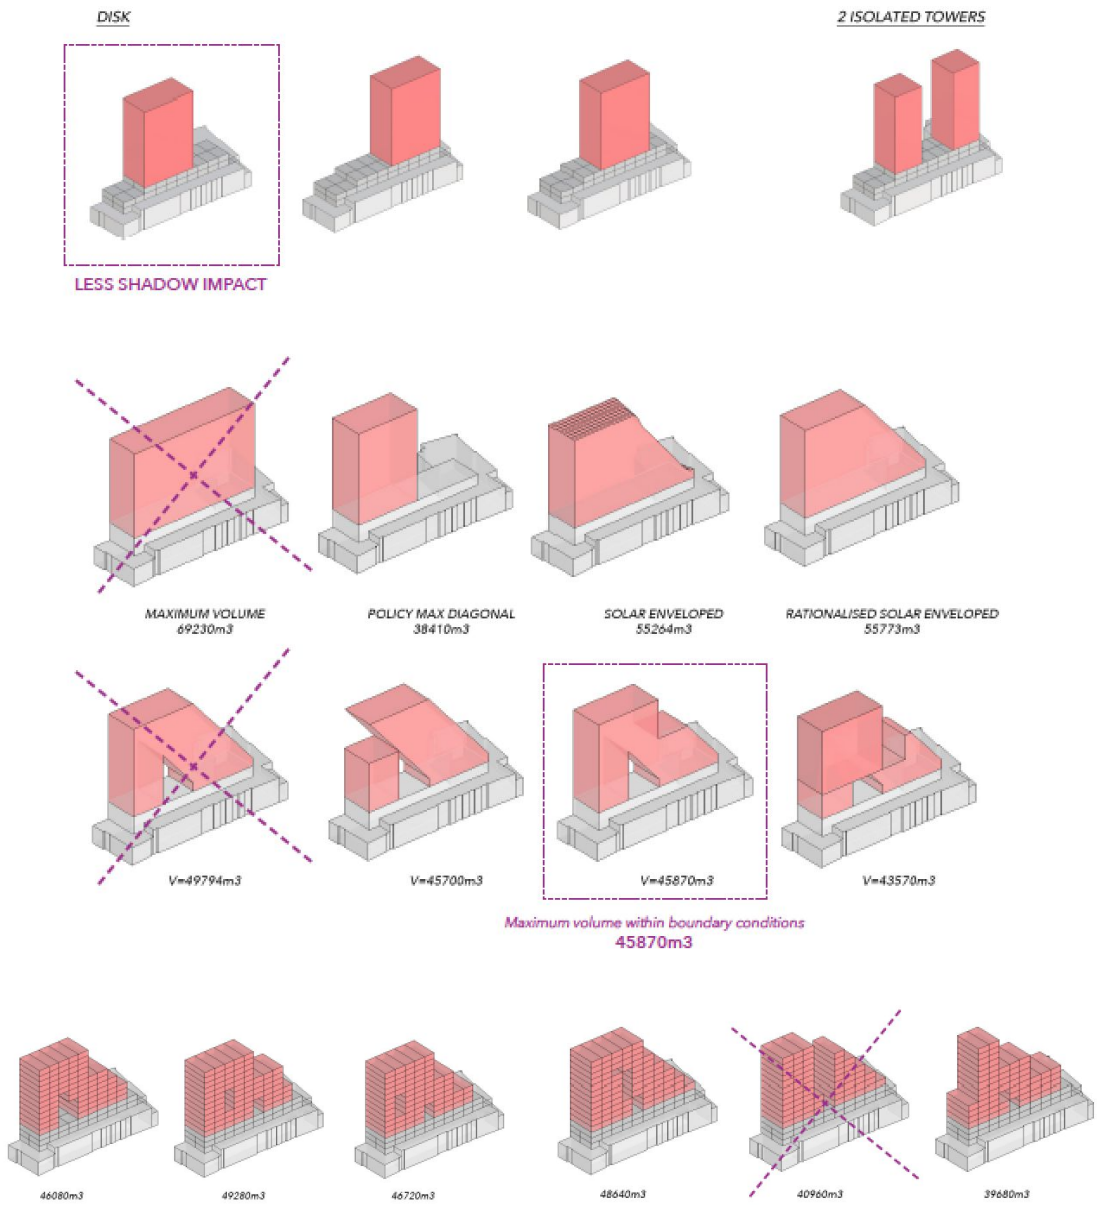 DISK
2 ISOLATED TOWERS
LESS SHADOW IMPACT
MAXIMUM VOLUME
69230m3
POLICY MAX DIAGONAL
38410m3
SOLAR ENVELOPED
55264m3
RATIONALISED SOLAR ENVELOPED
55773m3
V=49794m3
V=45700m3
V=45870m3
V=43570m3
Maximum volume within boundary conditions
45870m3
46080m3
49280m3
46720m3
48640m3
40960m3
39680m3